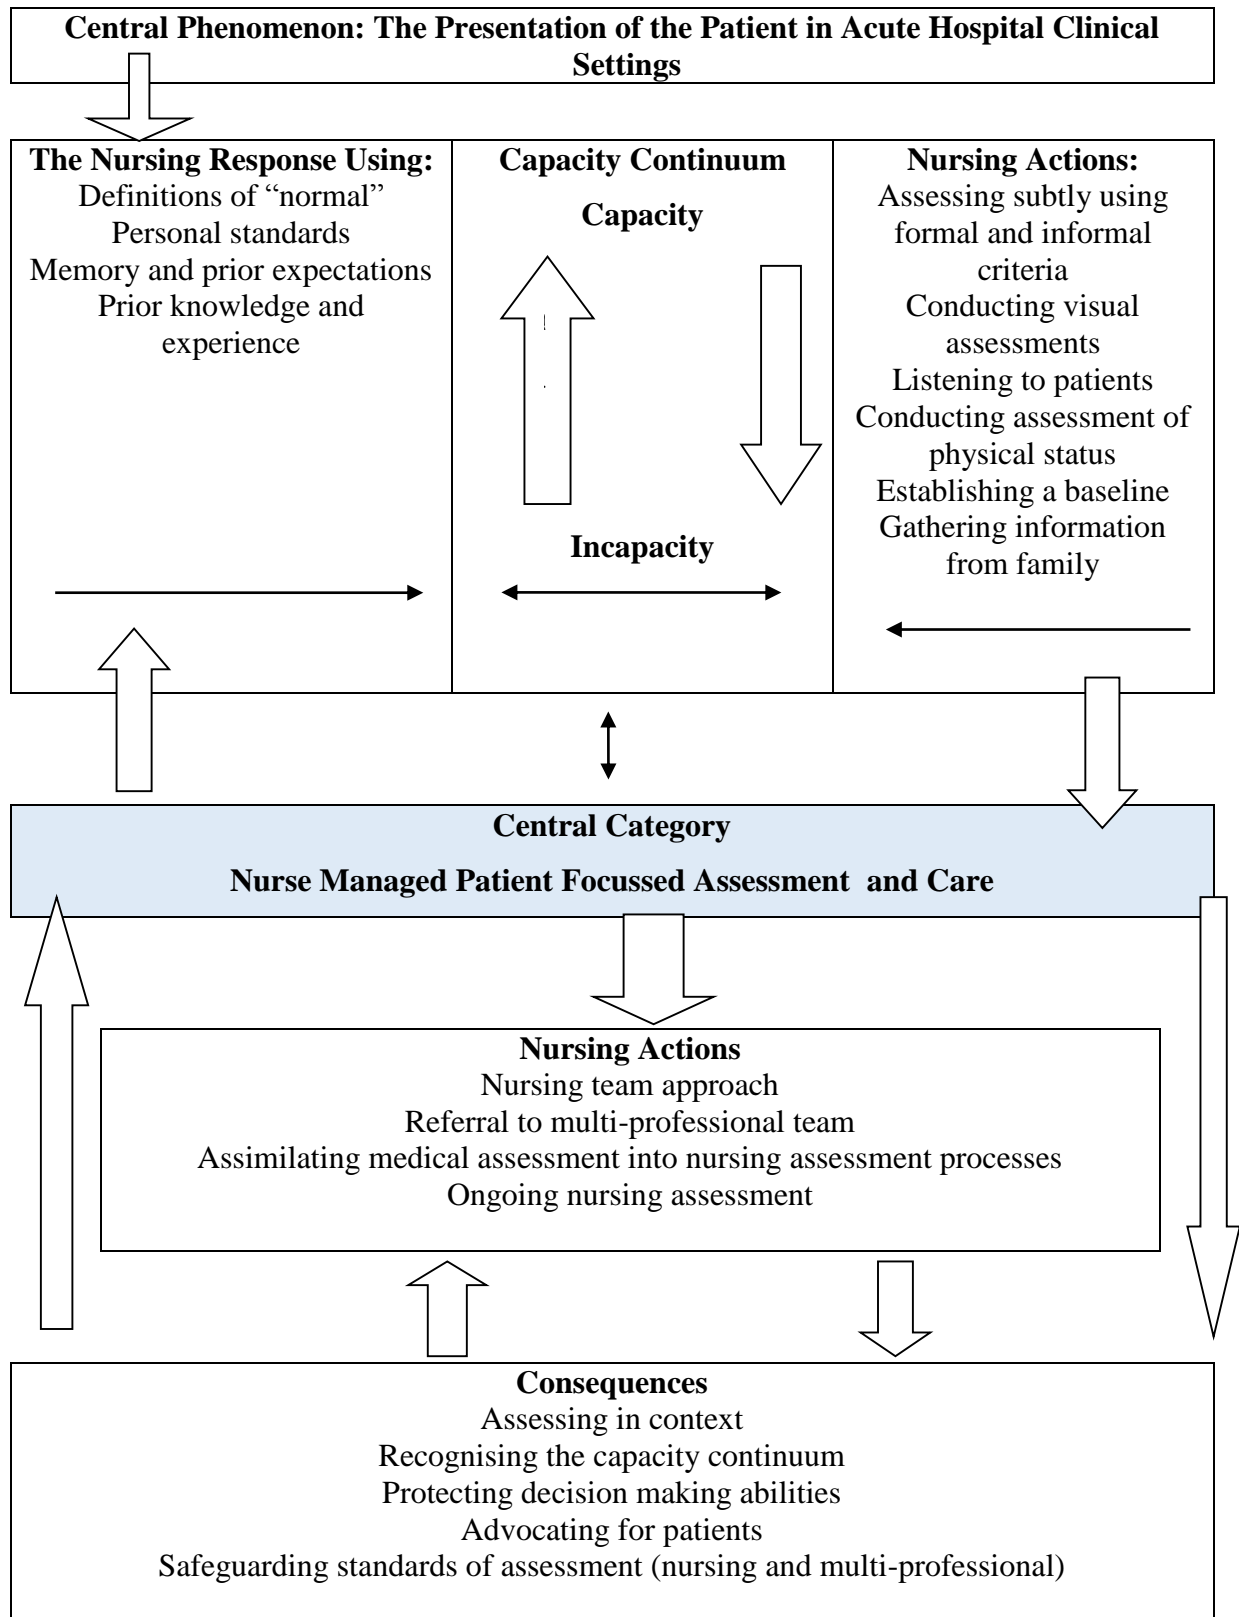 Central Phenomenon: The Presentation of the Patient in Acute Hospital Clinical
Settings
The Nursing Response Using:
Definitions of “normal”
Personal standards
Memory and prior expectations
Prior knowledge and
experience
Capacity Continuum
Capacity
Incapacity
Nursing Actions:
Assessing subtly using
formal and informal
criteria
Conducting visual
assessments
Listening to patients
Conducting assessment of
physical status
Establishing a baseline
Gathering information
from family
Central Category
Nurse Managed Patient Focussed Assessment and Care
Nursing Actions
Nursing team approach
Referral to multi-professional team
Assimilating medical assessment into nursing assessment processes
Ongoing nursing assessment
Consequences
Assessing in context
Recognising the capacity continuum
Protecting decision making abilities
Advocating for patients
Safeguarding standards of assessment (nursing and multi-professional)